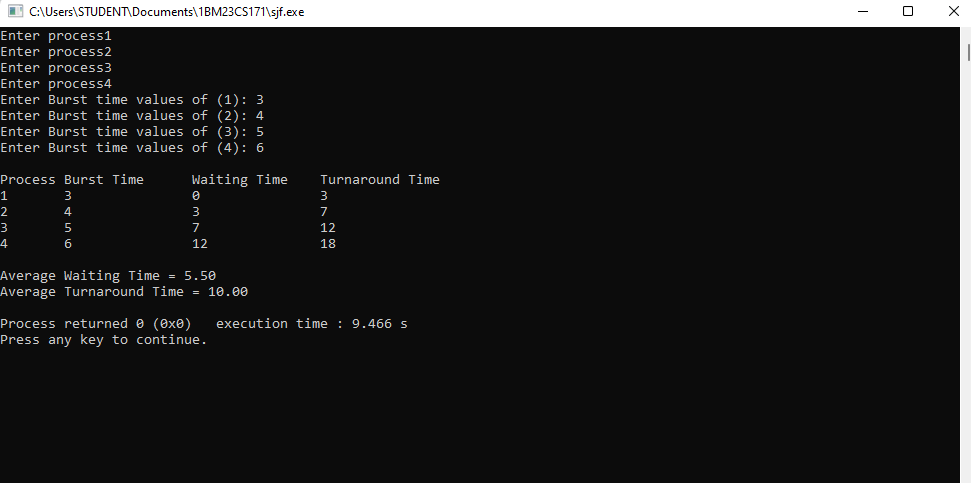 C:\Users\STUDENT\Documents\1BM23CS171\sjf.exe
Enter process1
Enter process2
Enter process3
Enter process4
Enter Burst time values of (1): 3
Enter Burst time values of (2): 4
Enter Burst time values of (3): 5
Enter Burst time values of (4): 6
Process Burst Time Waiting Time Turnaround Time
1 3 0 3
2 4 3 7
3 5 7 12
4 6 12 18
Average Waiting Time = 5.50
Average Turnaround Time = 10.00
Process returned 0 (0x0) execution time : 9.466 s
Press any key to continue.